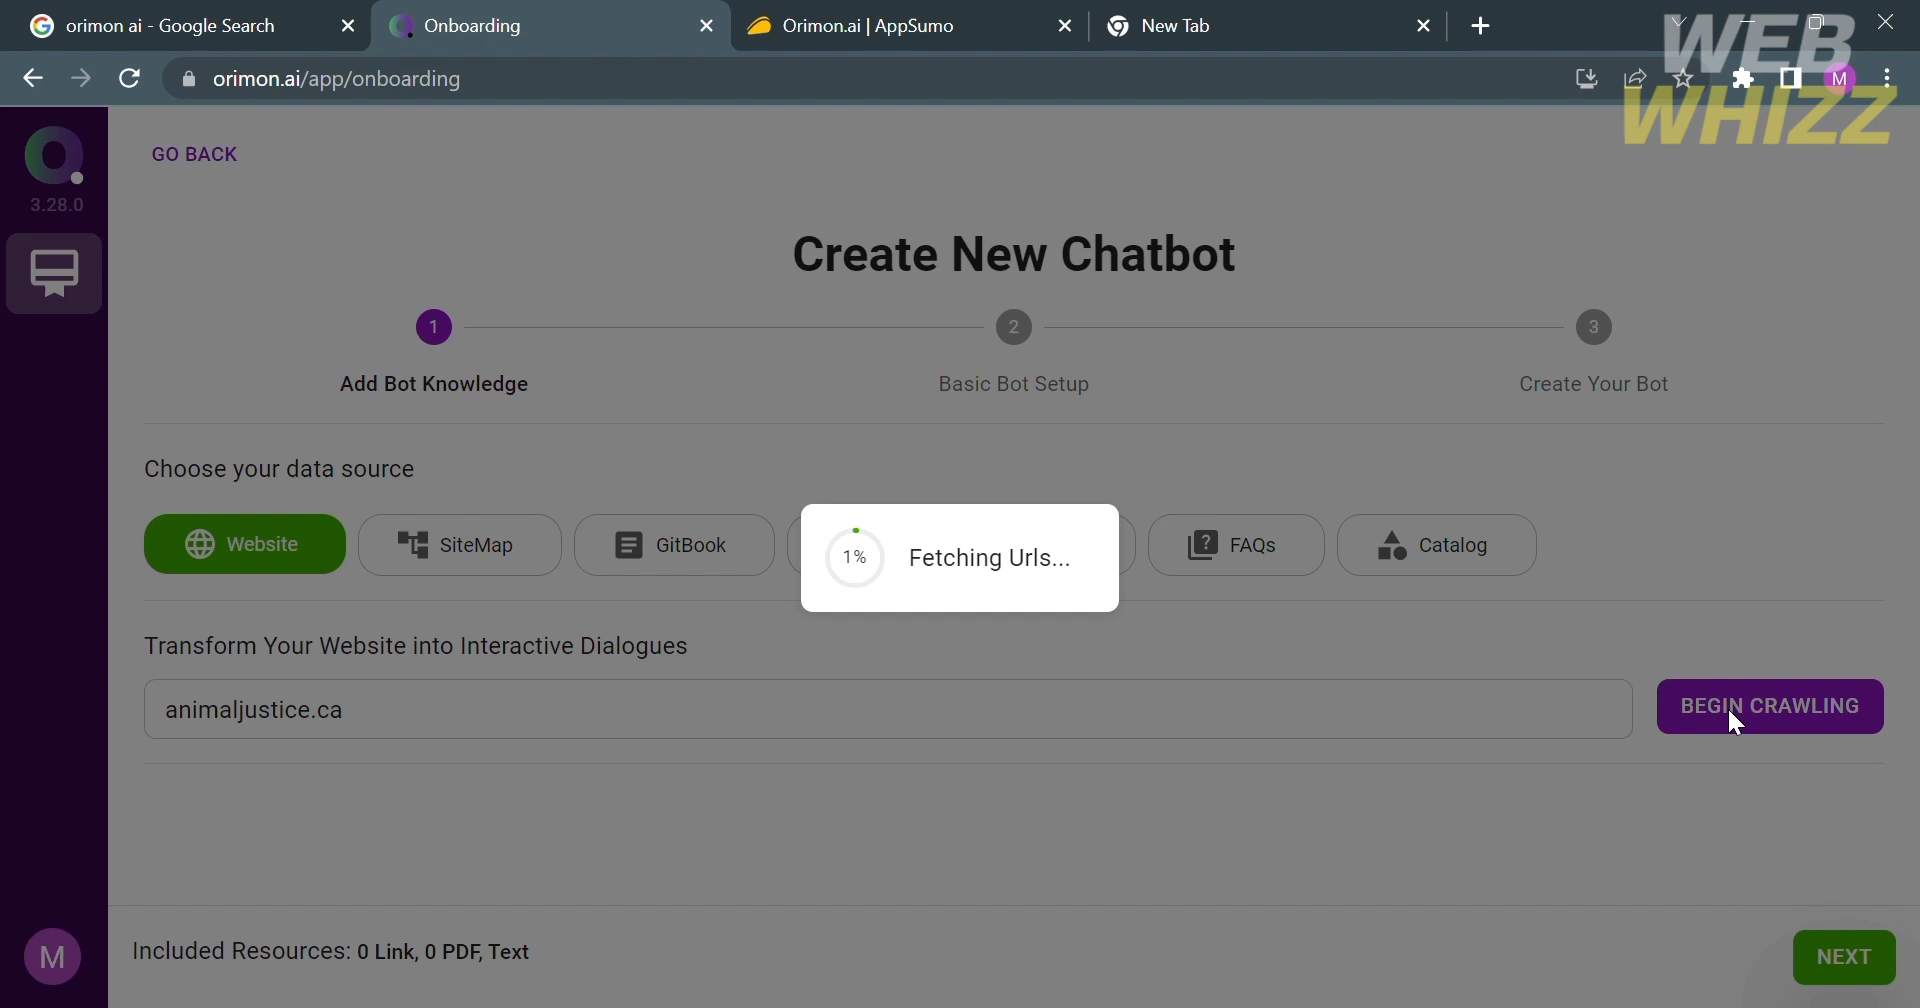 orimon ai - Google Search
Onboarding
Orimon.ai | AppSumo
New Tab
WEB
WHIZZ
orimon.ai/app/onboarding
M
3.28.0
GO BACK
Create New Chatbot
1
2
3
Add Bot Knowledge
Basic Bot Setup
Create Your Bot
Choose your data source
Website
SiteMap
GitBook
FAQs
Catalog
1%
Fetching Urls...
Transform Your Website into Interactive Dialogues
animaljustice.ca
BEGIN CRAWLING
M
Included Resources: 0 Link, 0 PDF, Text
NEXT